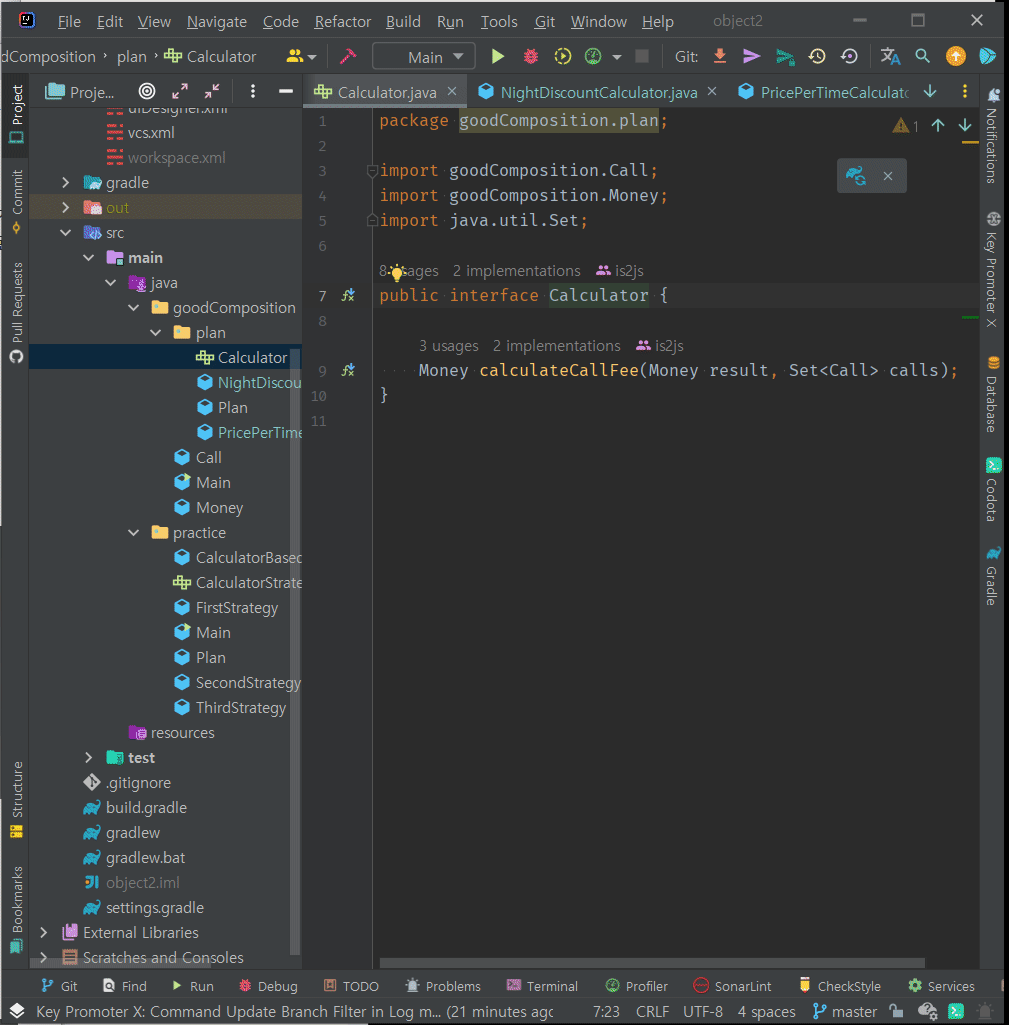 File Edit View Navigate Code Refactor Build Run Tools Git Window Help object2
dComposition plan Calculator Main Git:
Project
Proje...
Calculator.java NightDiscountCalculator.java PricePerTimeCalculato
Notifications
uiDesigner.xml
vcs.xml
workspace.xml
gradle
out
src
main
java
goodComposition
plan
Calculator
NightDiscou
Plan
PricePerTime
Call
Main
Money
practice
CalculatorBased
CalculatorStrate
FirstStrategy
Main
Plan
SecondStrategy
ThirdStrategy
resources
test
.gitignore
build.gradle
gradlew
gradlew.bat
object2.iml
settings.gradle
External Libraries
Scratches and Consoles
Commit
Pull Requests
Structure
Bookmarks
1 package goodComposition.plan; 1
2
3 import goodComposition.Call;
4 import goodComposition.Money;
5 import java.util.Set;
6
8 sages 2 implementations is2js
7 public interface Calculator {
8
3 usages 2 implementations is2js
9 Money calculateCallFee(Money result, Set<Call> calls);
10 }
11
Key Promoter X
Database
Codota
Gradle
Git Find Run Debug TODO Problems Terminal Profiler SonarLint CheckStyle Services
Key Promoter X: Command Update Branch Filter in Log m... (21 minutes agc 7:23 CRLF UTF-8 4 spaces master